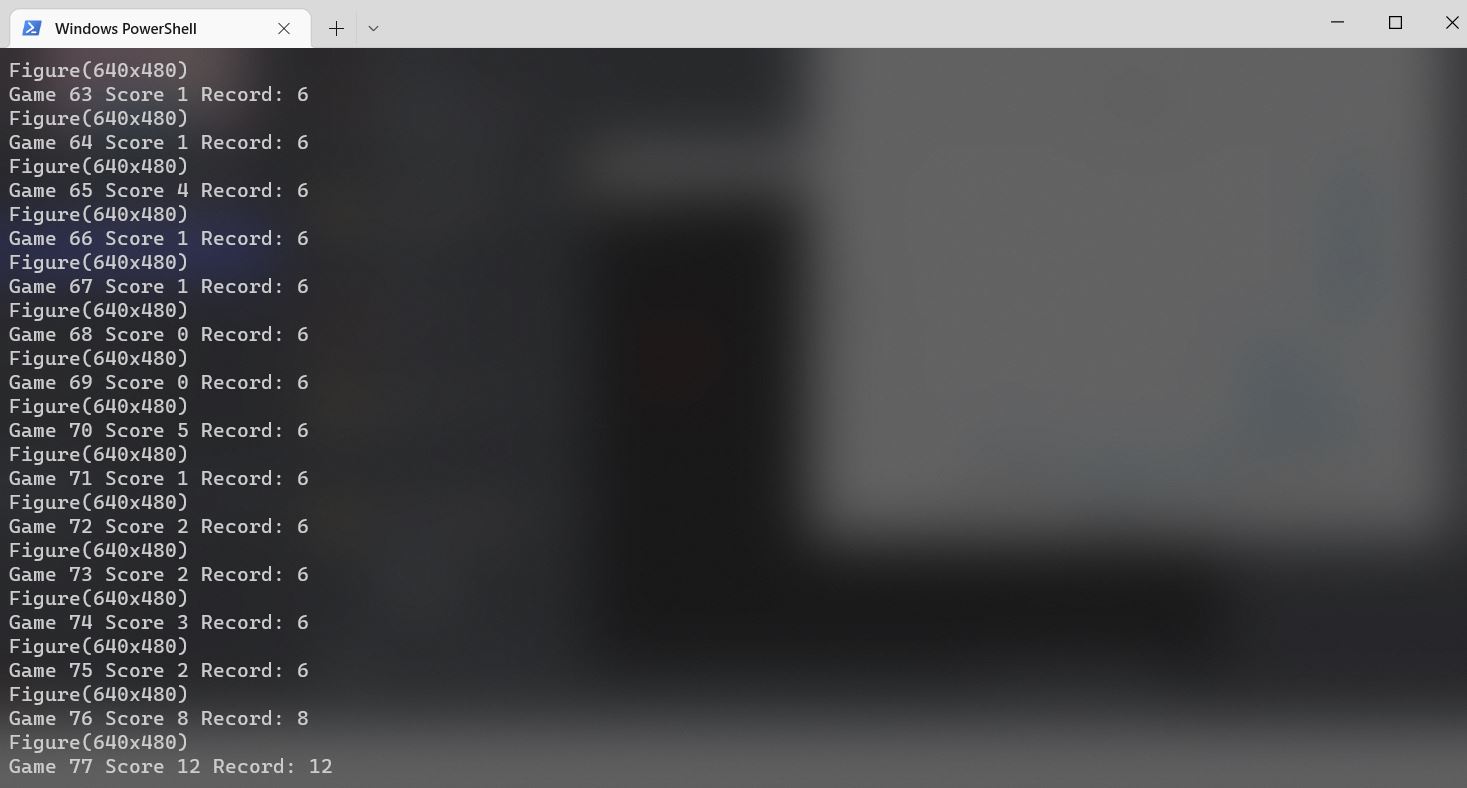 Windows PowerShell
Figure(640x480)
Game 63 Score 1 Record: 6
Figure(640x480)
Game 64 Score 1 Record: 6
Figure(640x480)
Game 65 Score 4 Record: 6
Figure(640x480)
Game 66 Score 1 Record: 6
Figure(640x480)
Game 67 Score 1 Record: 6
Figure(640x480)
Game 68 Score 0 Record: 6
Figure(640x480)
Game 69 Score 0 Record: 6
Figure(640x480)
Game 70 Score 5 Record: 6
Figure(640x480)
Game 71 Score 1 Record: 6
Figure(640x480)
Game 72 Score 2 Record: 6
Figure(640x480)
Game 73 Score 2 Record: 6
Figure(640x480)
Game 74 Score 3 Record: 6
Figure(640x480)
Game 75 Score 2 Record: 6
Figure(640x480)
Game 76 Score 8 Record: 8
Figure(640x480)
Game 77 Score 12 Record: 12